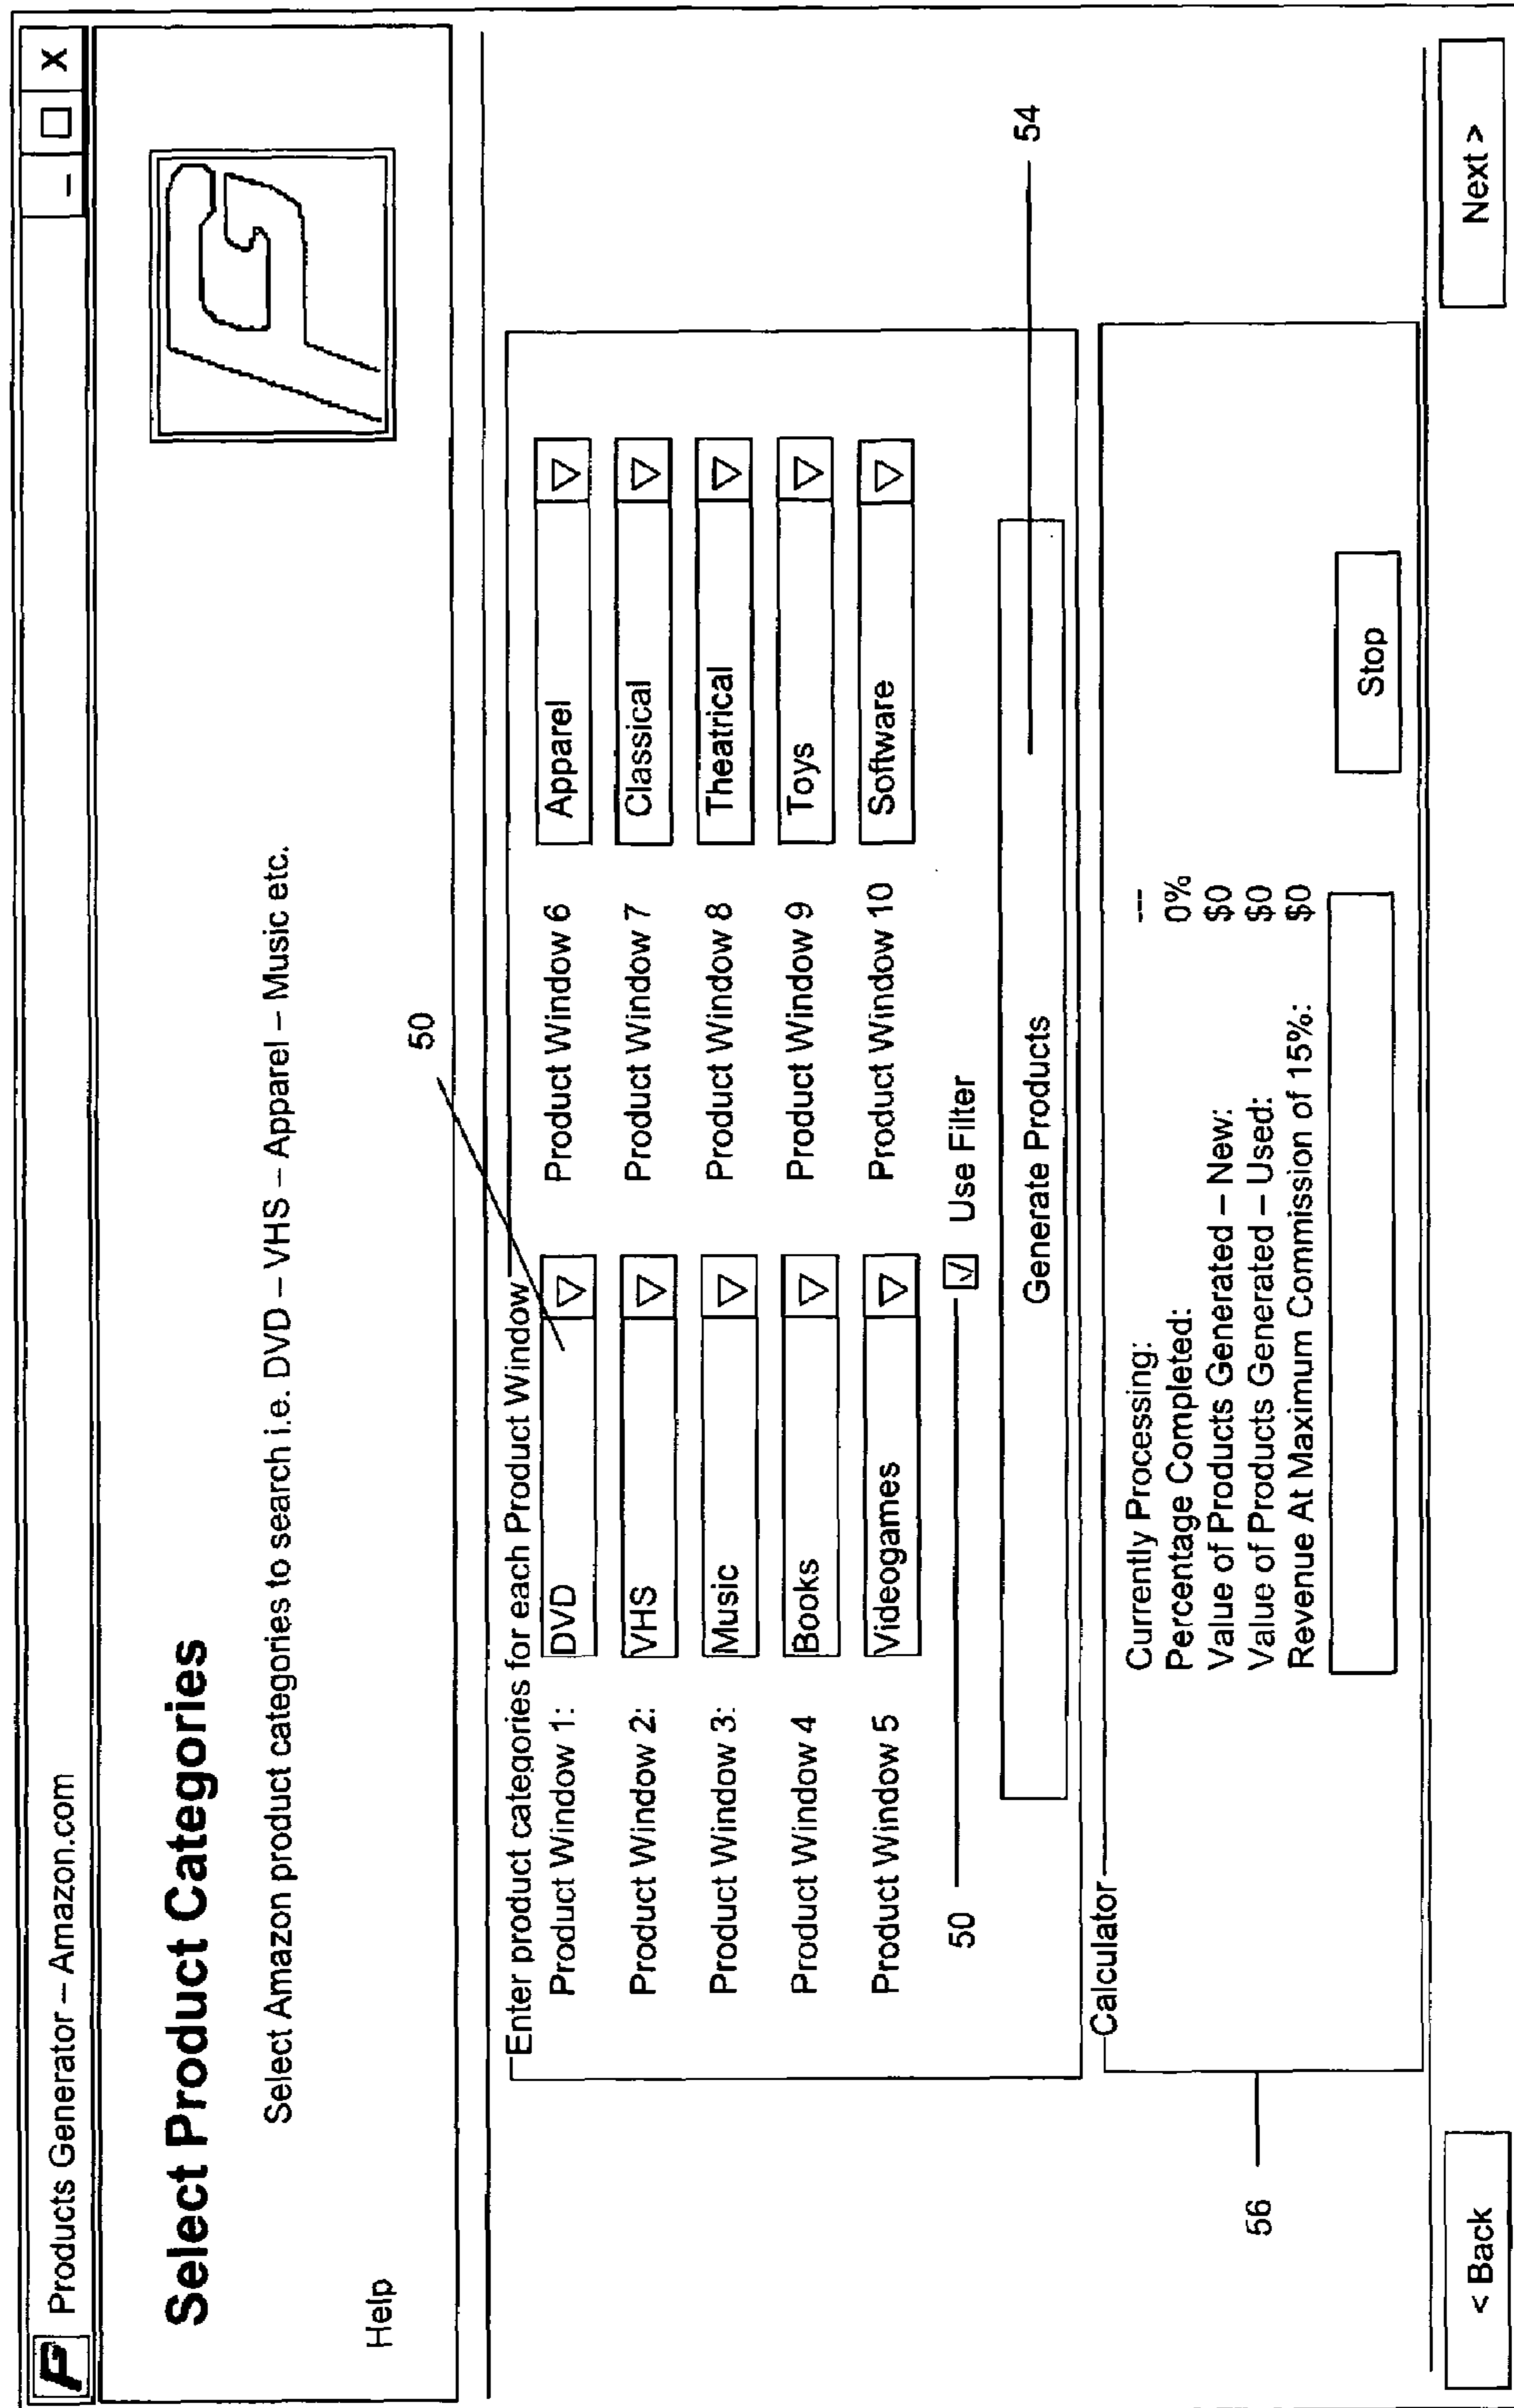 Products Generator – Amazon.com
_ □ X
Select Product Categories
Select Amazon product categories to search i.e. DVD – VHS – Apparel – Music etc.
Help
50
Enter product categories for each Product Window
Product Window 1: DVD ▽ Product Window 6 Apparel ▽
Product Window 2: VHS ▽ Product Window 7 Classical ▽
Product Window 3: Music ▽ Product Window 8 Theatrical ▽
Product Window 4 Books ▽ Product Window 9 Toys ▽
Product Window 5 Videogames ▽ Product Window 10 Software ▽
50 ☑ Use Filter
Generate Products
54
Calculator
Currently Processing: ---
Percentage Completed: 0%
Value of Products Generated – New: $0
Value of Products Generated – Used: $0
Revenue At Maximum Commission of 15%: $0
56
Stop
< Back Next >